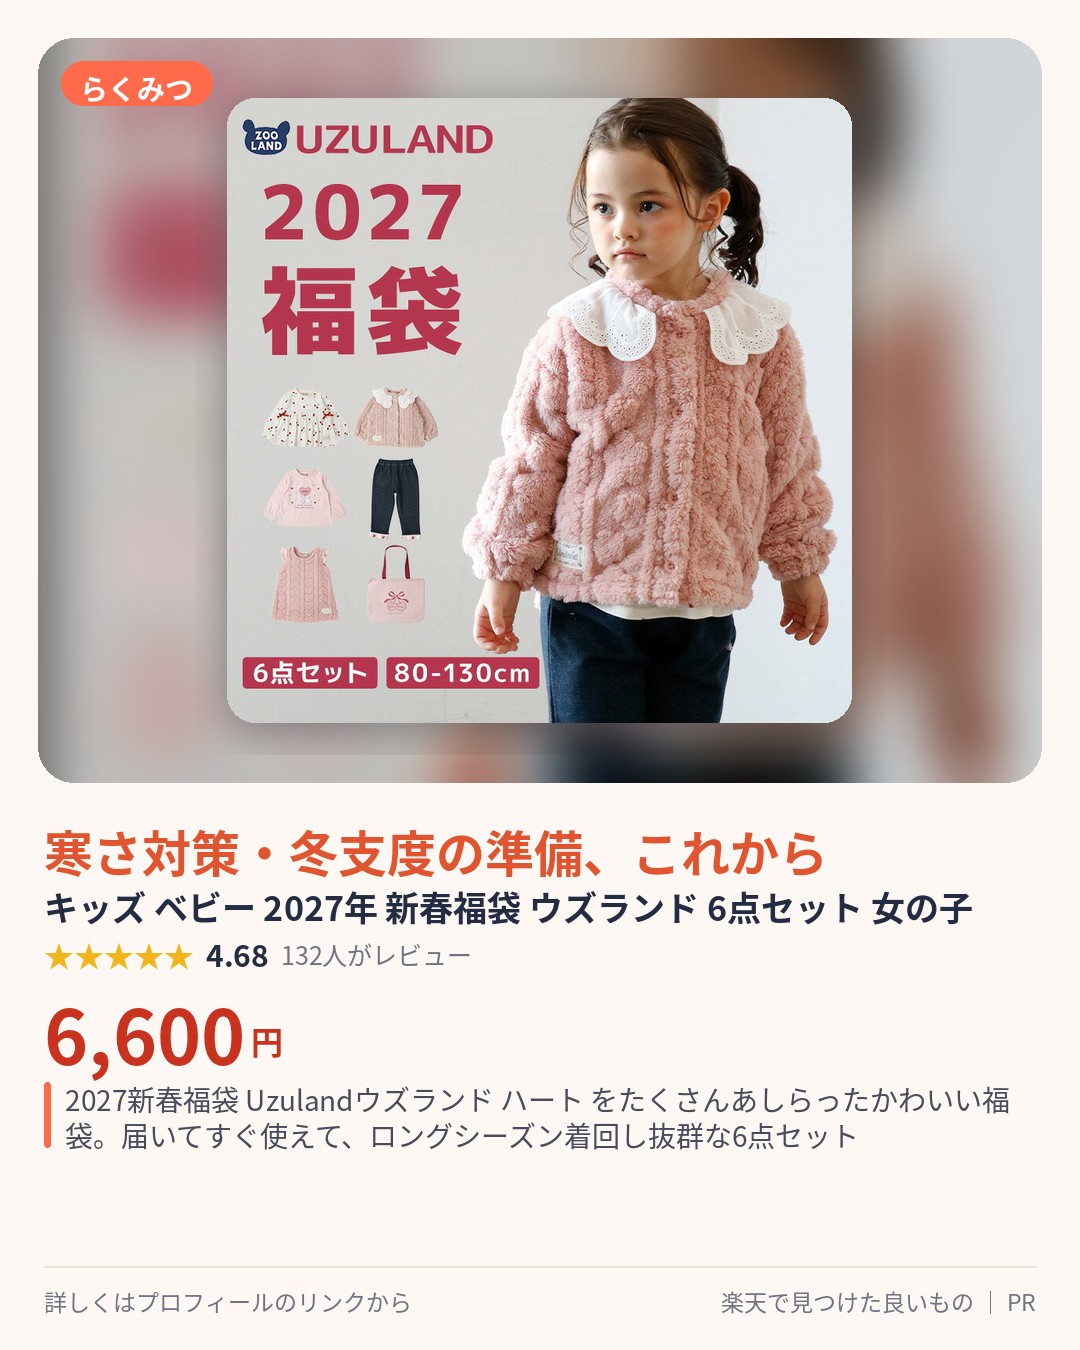 らくみつ
ZOO LAND
UZULAND
2027
福袋
6点セット
80-130cm
寒さ対策・冬支度の準備、これから
キッズ ベビー 2027年 新春福袋 ウズランド 6点セット 女の子
★★★★★ 4.68 132人がレビュー
6,600円
2027新春福袋 Uzulandウズランド ハート をたくさんあしらったかわいい福
袋。届いてすぐ使えて、ロングシーズン着回し抜群な6点セット
詳しくはプロフィールのリンクから
楽天で見つけた良いもの｜PR